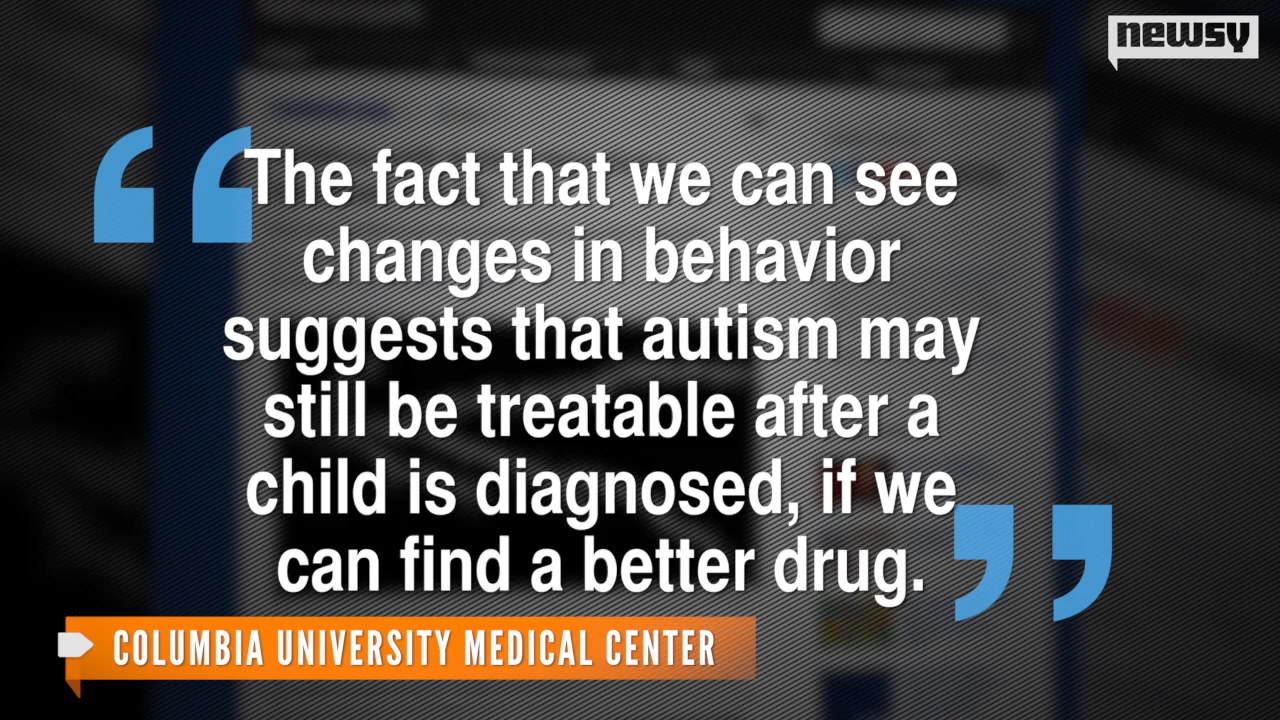 newsy
“The fact that we can see
changes in behavior
suggests that autism may
still be treatable after a
child is diagnosed, if we
can find a better drug.”
COLUMBIA UNIVERSITY MEDICAL CENTER